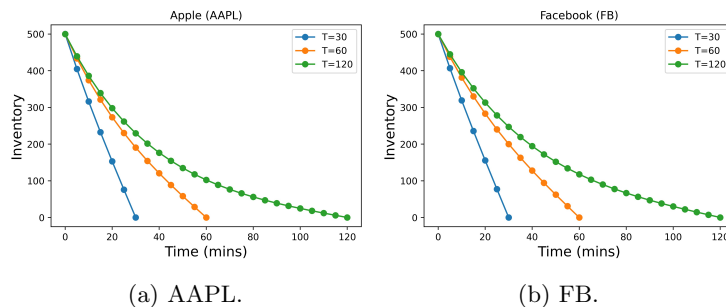 Apple (AAPL)
500
400
300
200
100
0
Inventory
0 20 40 60 80 100 120
Time (mins)
T=30
T=60
T=120
(a) AAPL.
Facebook (FB)
500
400
300
200
100
0
Inventory
0 20 40 60 80 100 120
Time (mins)
T=30
T=60
T=120
(b) FB.